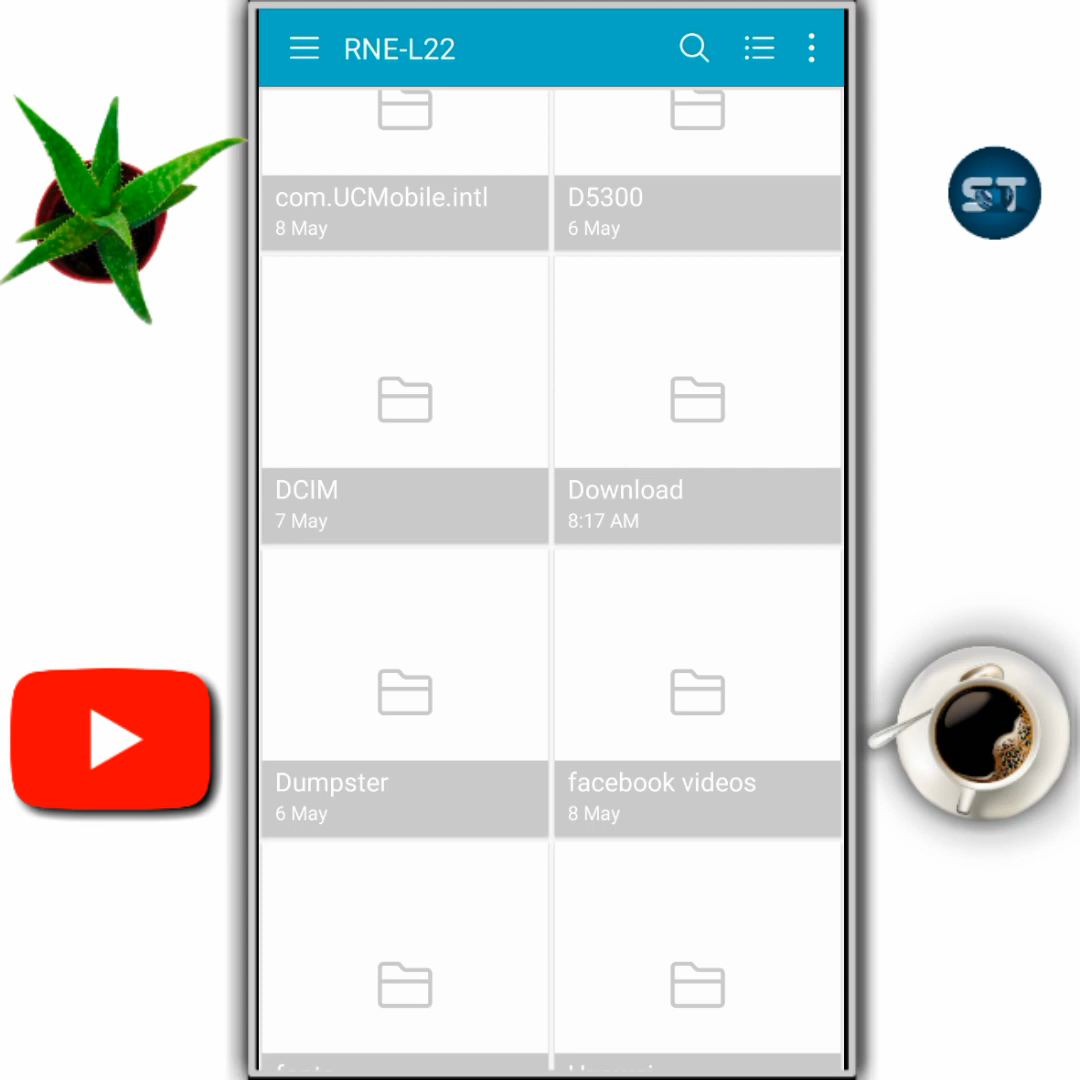 RNE-L22
ST
com.UCMobile.intl
8 May
D5300
6 May
DCIM
7 May
Download
8:17 AM
Dumpster
6 May
facebook videos
8 May